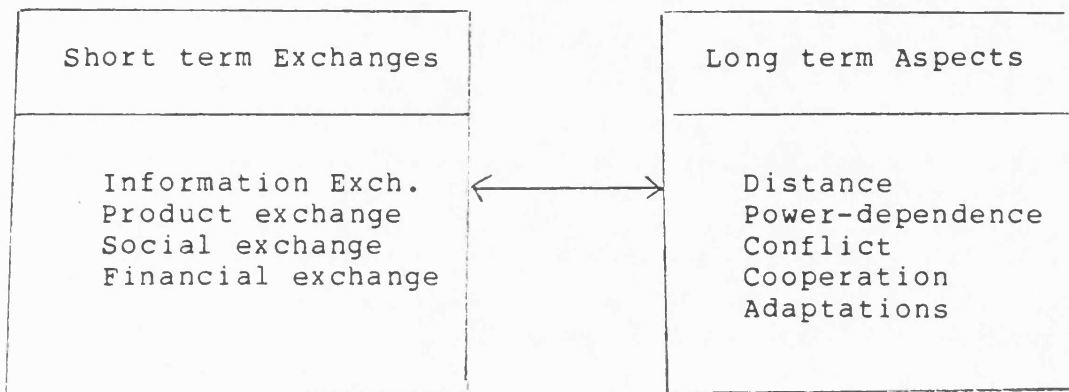 Short term Exchanges
Information Exch.
Product exchange
Social exchange
Financial exchange
Long term Aspects
Distance
Power-dependence
Conflict
Cooperation
Adaptations